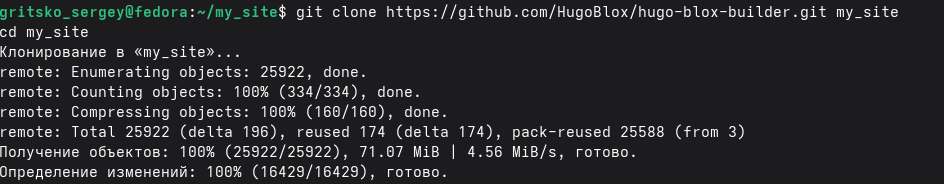 gritsko_sergey@fedora:~/my_site$ git clone https://github.com/HugoBlox/hugo-blox-builder.git my_site
cd my_site
Клонирование в «my_site»...
remote: Enumerating objects: 25922, done.
remote: Counting objects: 100% (334/334), done.
remote: Compressing objects: 100% (160/160), done.
remote: Total 25922 (delta 196), reused 174 (delta 174), pack-reused 25588 (from 3)
Получение объектов: 100% (25922/25922), 71.07 MiB | 4.56 MiB/s, готово.
Определение изменений: 100% (16429/16429), готово.